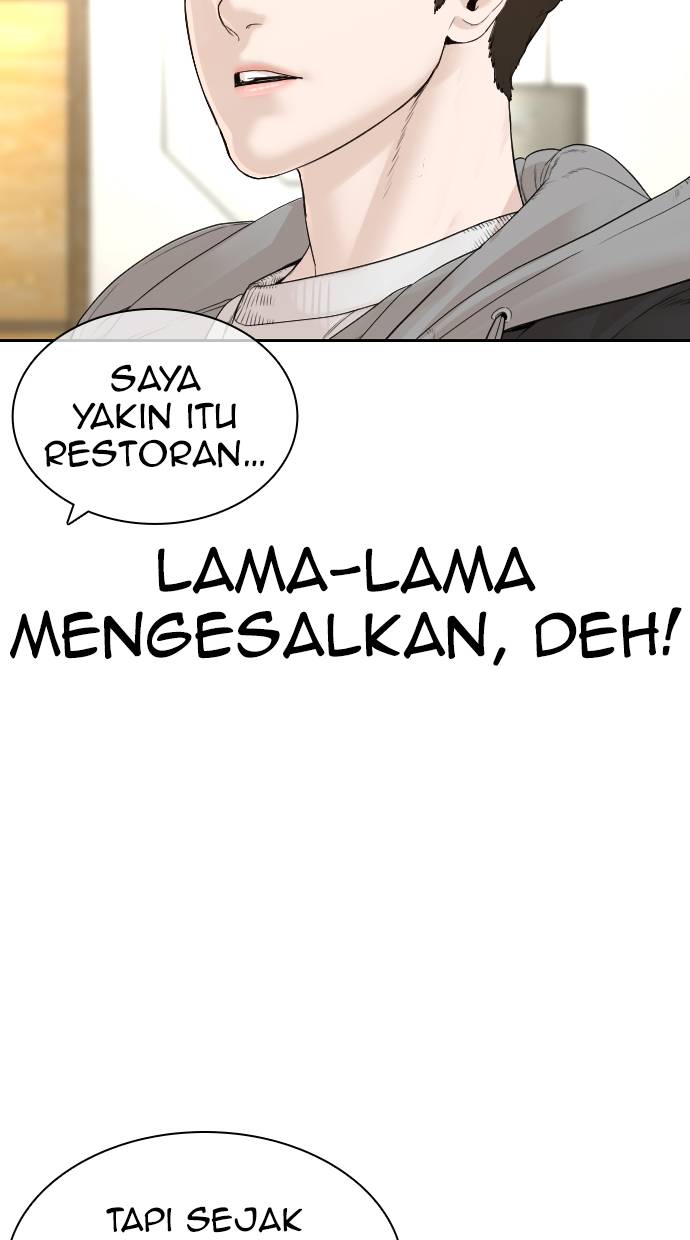 SAYA
YAKIN ITU
RESTORAN...
LAMA-LAMA
MENGESALKAN, DEH!
TAPI SEJAK